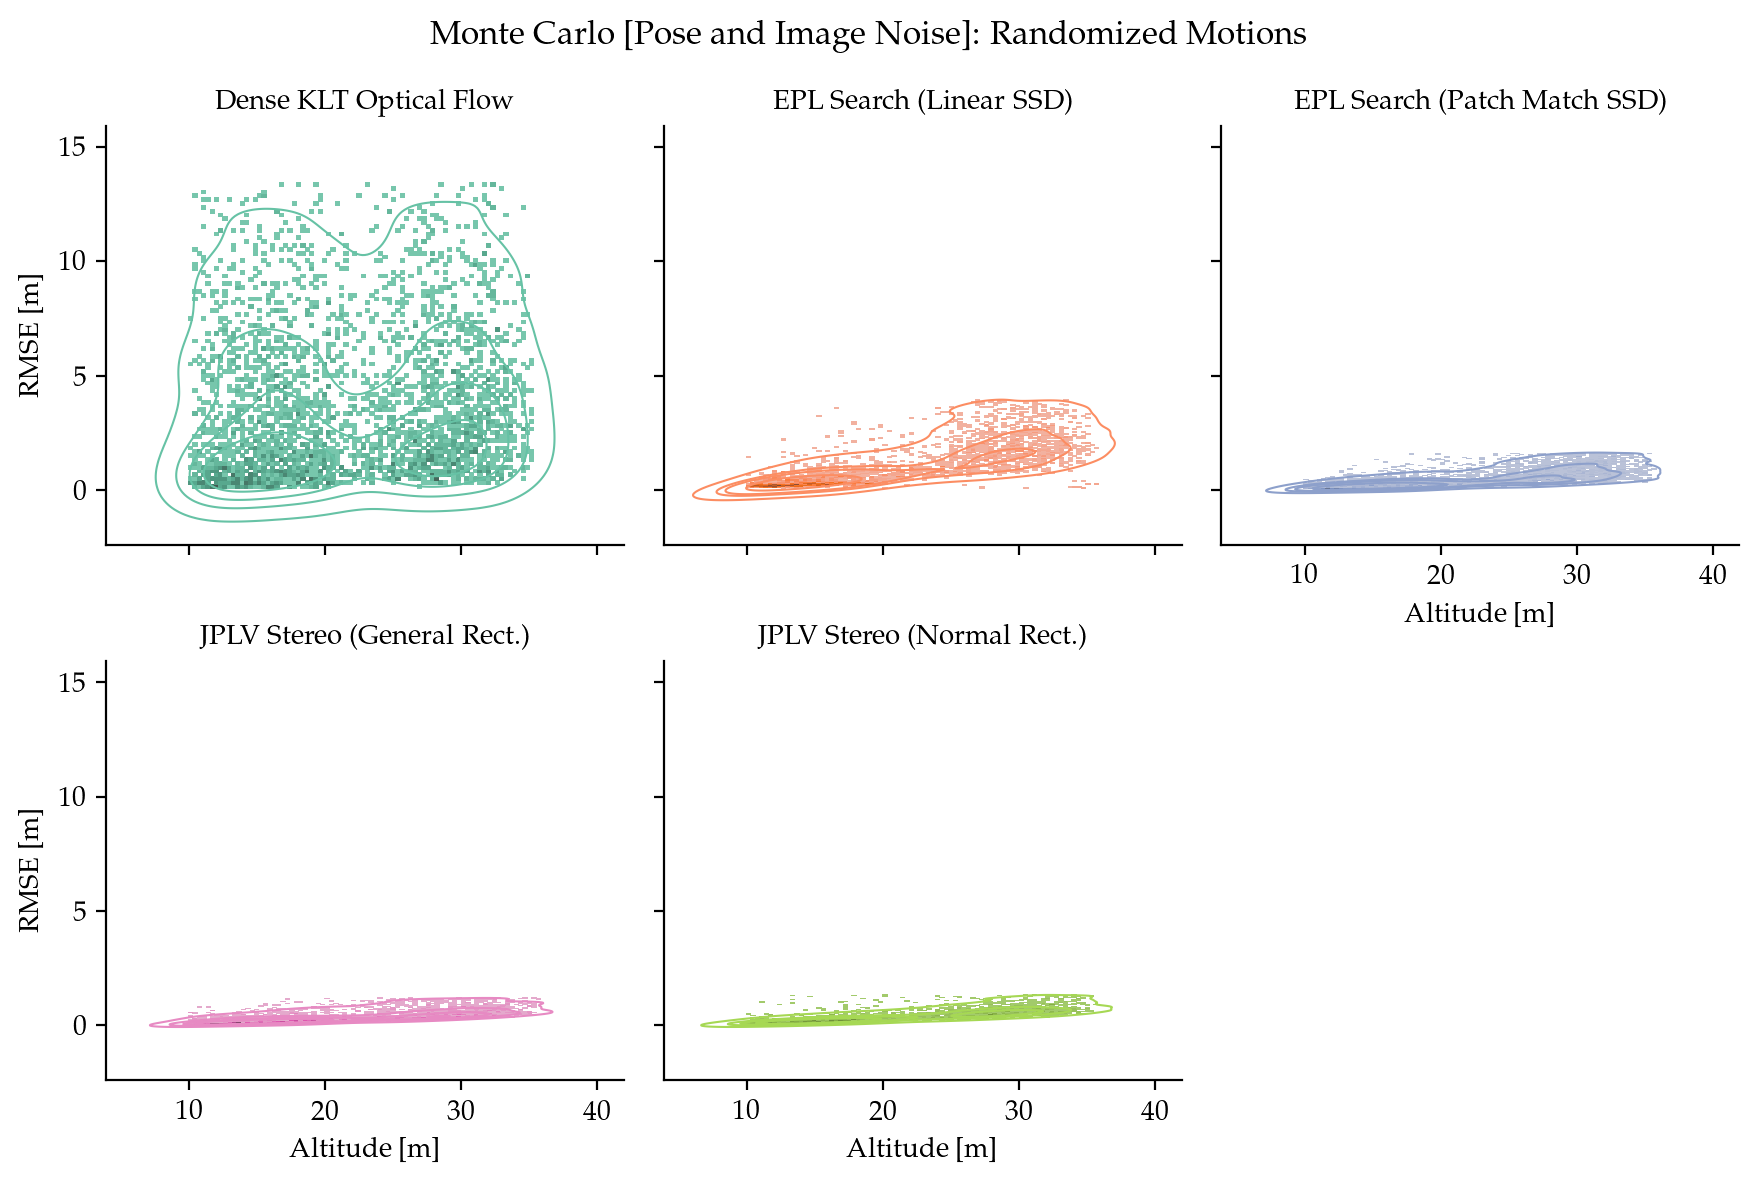 Monte Carlo [Pose and Image Noise]: Randomized Motions
Dense KLT Optical Flow
EPL Search (Linear SSD)
EPL Search (Patch Match SSD)
15
10
5
0
RMSE [m]
10 20 30 40
Altitude [m]
JPLV Stereo (General Rect.)
JPLV Stereo (Normal Rect.)
15
10
5
0
RMSE [m]
10 20 30 40
Altitude [m]
10 20 30 40
Altitude [m]